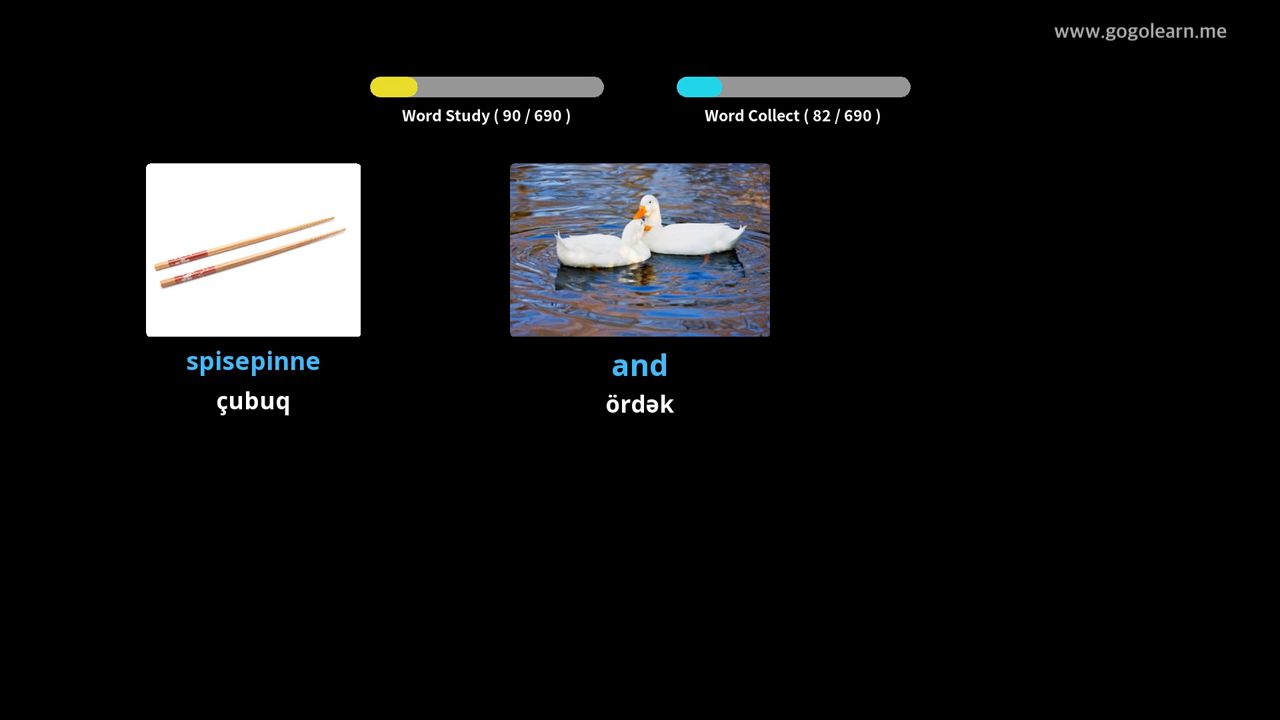 www.gogolearn.me
Word Study ( 90 / 690 )
Word Collect ( 82 / 690 )
spisepinne
çubuq
and
ördək